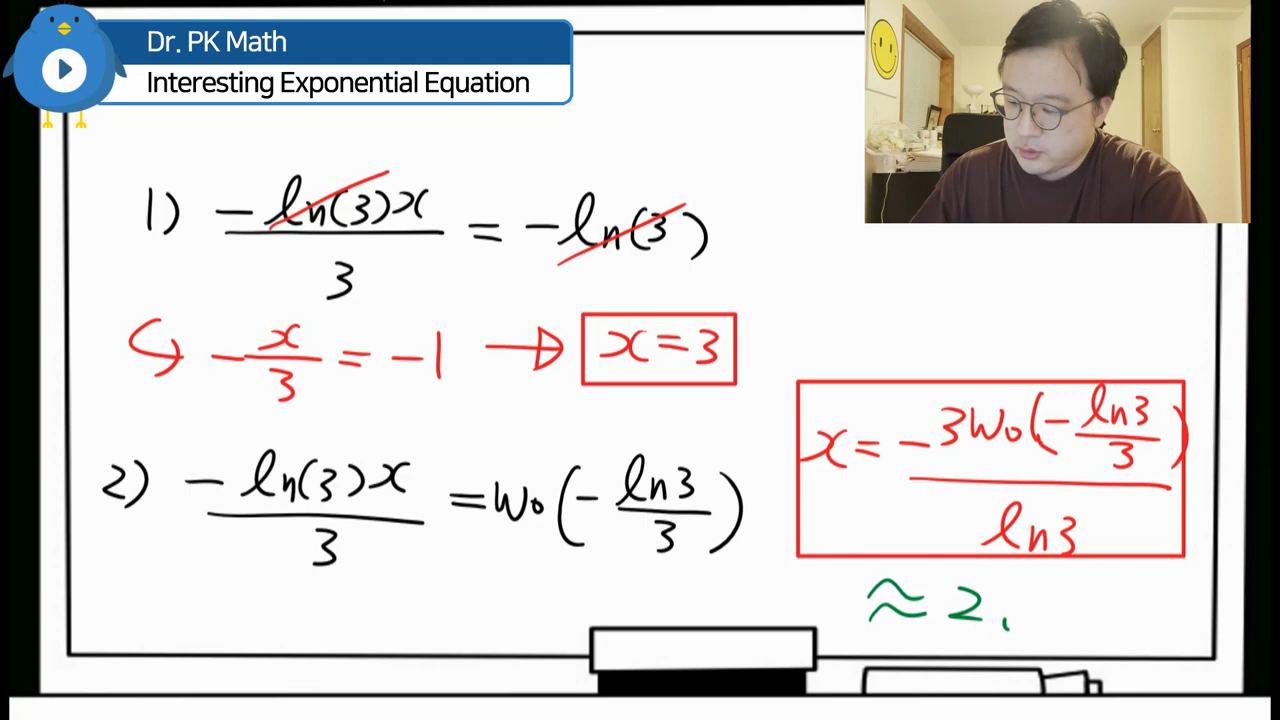 Dr. PK Math
Interesting Exponential Equation
1) -ln(3)x/3 = -ln(3)
↪ -x/3 = -1 → x=3
2) -ln(3)x/3 = W₀(-ln3/3)
x = -3W₀(-ln3/3)/ln3
≈ 2.